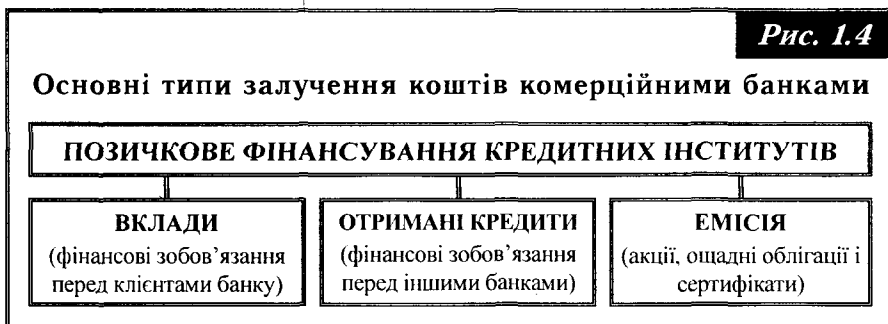 Рис. 1.4
Основні типи залучення коштів комерційними банками
ПОЗИЧКОВЕ ФІНАНСУВАННЯ КРЕДИТНИХ ІНСТИТУТІВ
ВКЛАДИ
(фінансові зобов’язання
перед клієнтами банку)
ОТРИМАНІ КРЕДИТИ
(фінансові зобов’язання
перед іншими банками)
ЕМІСІЯ
(акції, ощадні облігації і
сертифікати)